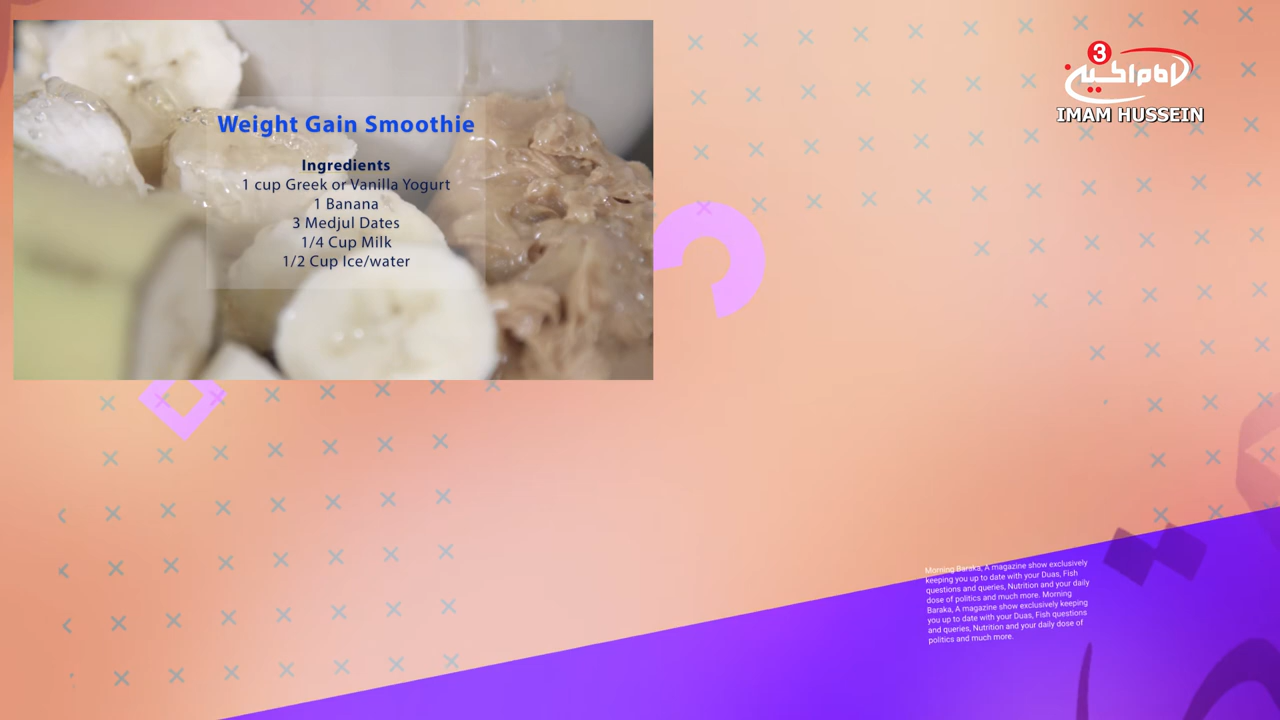 Weight Gain Smoothie
Ingredients
1 cup Greek or Vanilla Yogurt
1 Banana
3 Medjul Dates
1/4 Cup Milk
1/2 Cup Ice/water
3
الإمام الحسين
IMAM HUSSEIN
Morning Baraka, A magazine show exclusively
keeping you up to date with your Duas, Fish
questions and queries, Nutrition and your daily
dose of politics and much more. Morning
Baraka, A magazine show exclusively keeping
you up to date with your Duas, Fish questions
and queries, Nutrition and your daily dose of
politics and much more.